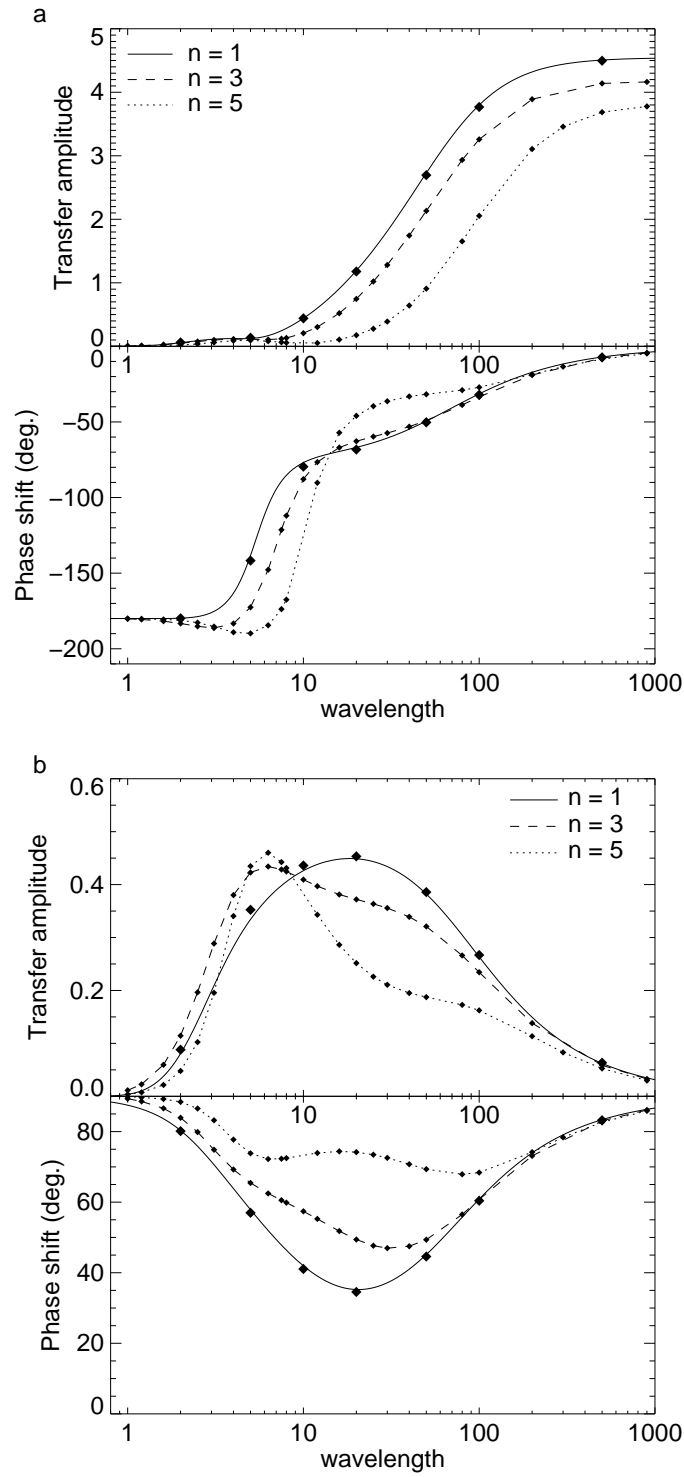 a
5
4
3
2
1
0
Transfer amplitude
n = 1
n = 3
n = 5
1 10 100
0
−50
−100
−150
−200
Phase shift (deg.)
1 10 100 1000
wavelength
b
0.6
0.4
0.2
0.0
Transfer amplitude
n = 1
n = 3
n = 5
1 10 100
80
60
40
20
0
Phase shift (deg.)
1 10 100 1000
wavelength